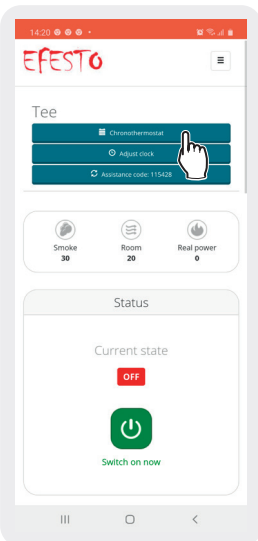 14:20
EFESTO
Tee
Chronothermostat
Adjust clock
Assistance code: 115428
Smoke Room Real power
30 20 0
Status
Current state
OFF
Switch on now